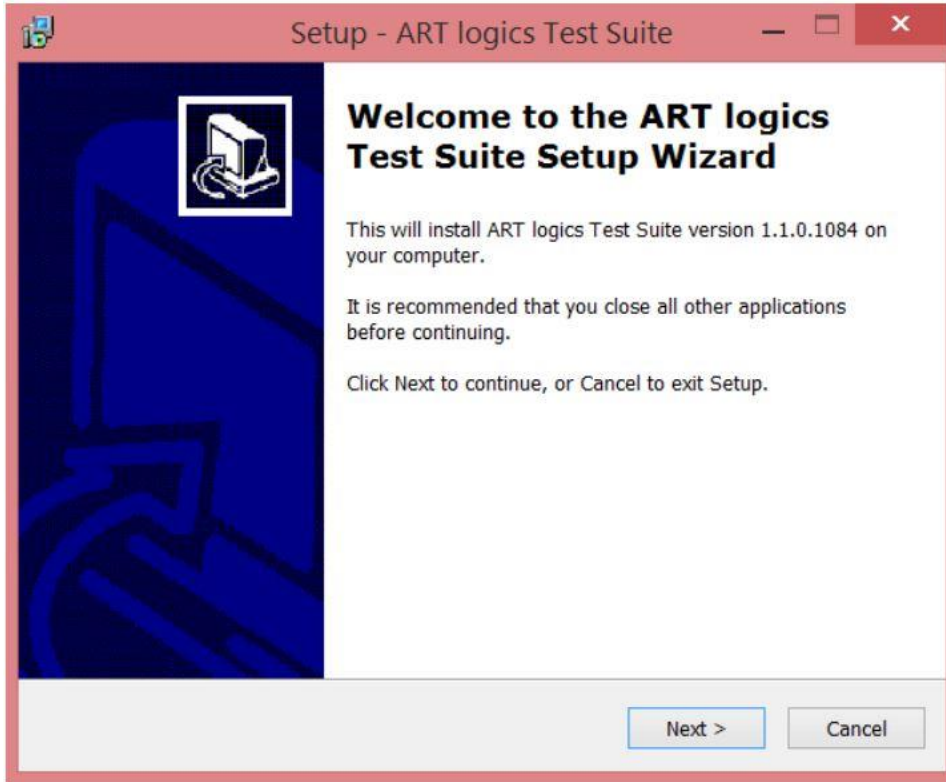 Setup - ART logics Test Suite
Welcome to the ART logics
Test Suite Setup Wizard
This will install ART logics Test Suite version 1.1.0.1084 on
your computer.
It is recommended that you close all other applications
before continuing.
Click Next to continue, or Cancel to exit Setup.
Next >
Cancel